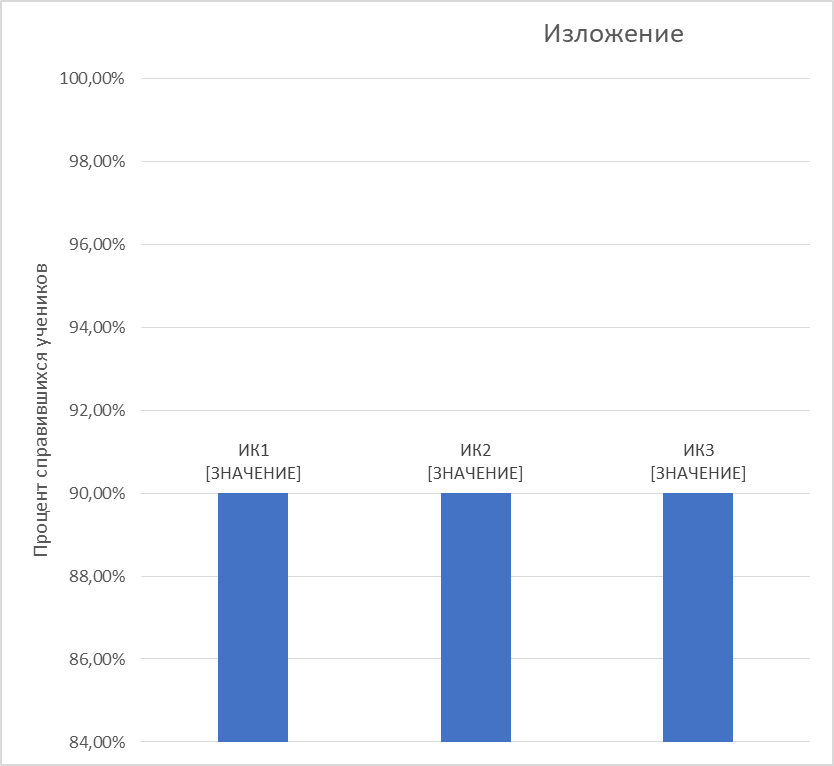 Изложение
Процент справившихся учеников
100,00%
98,00%
96,00%
94,00%
92,00%
90,00%
88,00%
86,00%
84,00%
ИК1
[ЗНАЧЕНИЕ]
ИК2
[ЗНАЧЕНИЕ]
ИК3
[ЗНАЧЕНИЕ]